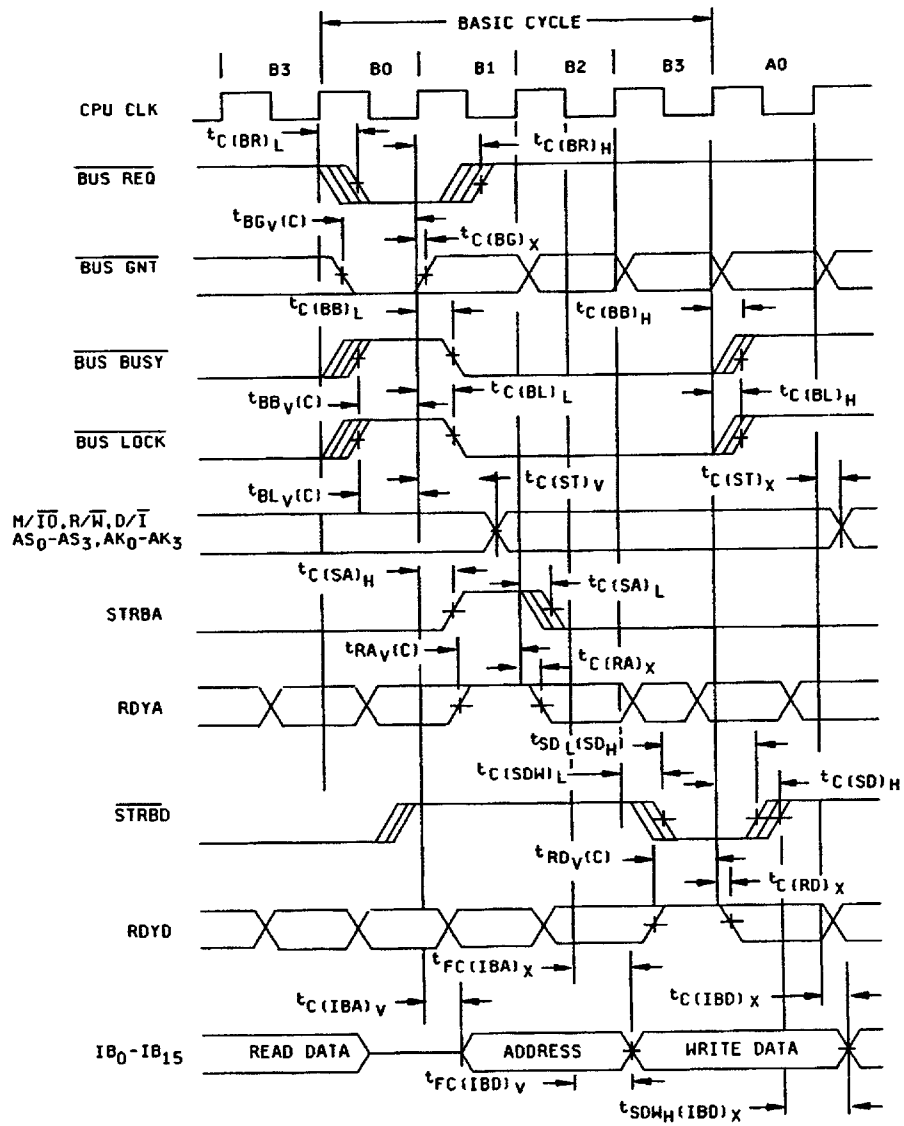 BASIC CYCLE
B3 B0 B1 B2 B3 A0
CPU CLK
tC(BR)L tC(BR)H
BUS REQ
tBGV(C) tC(BG)X
BUS GNT
tC(BB)L tC(BB)H
BUS BUSY
tBBV(C) tC(BL)L tC(BL)H
BUS LOCK
tBLV(C) tC(ST)V tC(ST)X
M/IO,R/W,D/I
AS0-AS3,AK0-AK3
tC(SA)H tC(SA)L
STRBA
tRAV(C) tC(RA)X
RDYA
tSDL(SDH)
tC(SDW)L tC(SD)H
STRBD
tRDV(C) tC(RD)X
RDYD
tFC(IBA)X
tC(IBA)V tC(IBD)X
IB0-IB15 READ DATA ADDRESS WRITE DATA
tFC(IBD)V
tSDWH(IBD)X